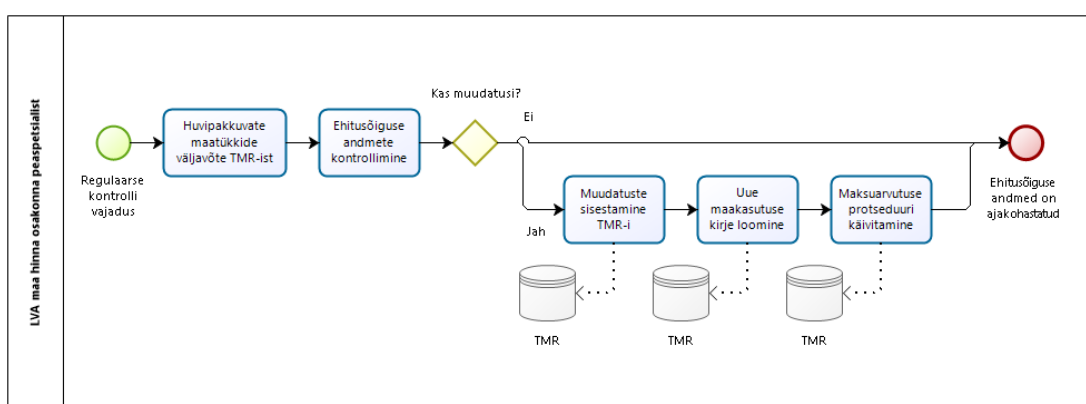 LVA maa hinna osakonna peaspetsialist
Regulaarse
kontrolli
vajadus
Huvipakkuvate
maatükkide
väljavõte TMR-ist
Ehitusõiguse
andmete
kontrollimine
Kas muudatusi?
Ei
Jah
Muudatuste
sisestamine
TMR-i
Uue
maakasutuse
kirje loomine
Maksuarvutuse
protseduuri
käivitamine
Ehitusõiguse
andmed on
ajakohastatud
TMR
TMR
TMR